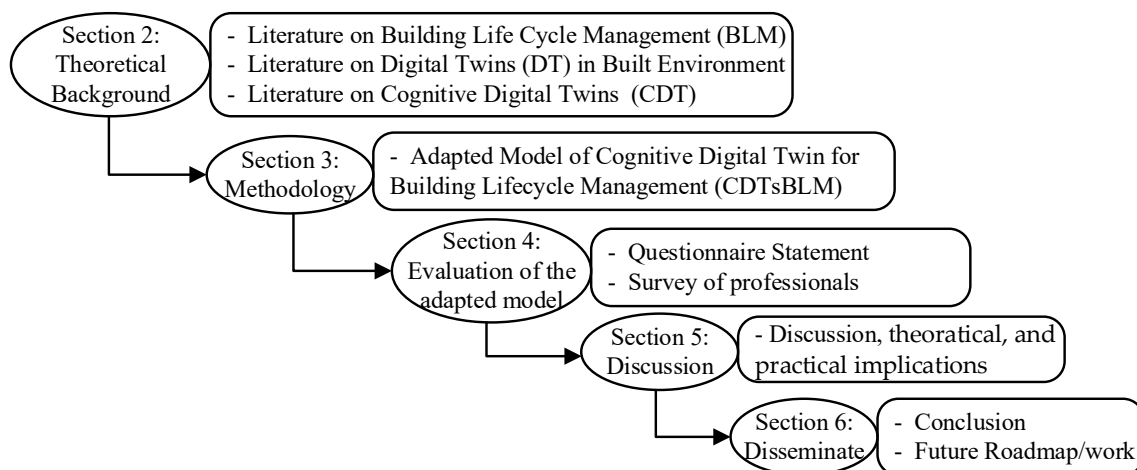 Section 2:
Theoretical
Background
- Literature on Building Life Cycle Management (BLM)
- Literature on Digital Twins (DT) in Built Environment
- Literature on Cognitive Digital Twins (CDT)
Section 3:
Methodology
- Adapted Model of Cognitive Digital Twin for
Building Lifecycle Management (CDTsBLM)
Section 4:
Evaluation of the
adapted model
- Questionnaire Statement
- Survey of professionals
Section 5:
Discussion
- Discussion, theoratical, and
practical implications
Section 6:
Disseminate
- Conclusion
- Future Roadmap/work